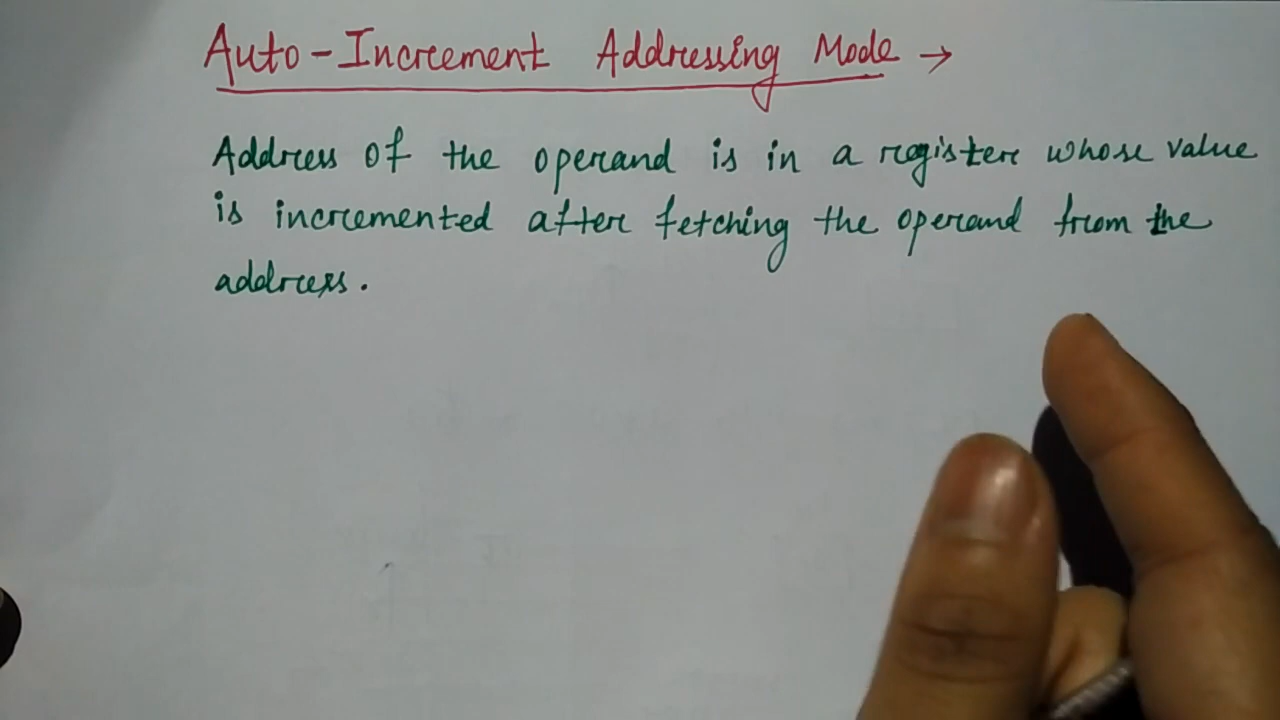 Auto-Increment Addressing Mode →
Address of the operand is in a register whose value
is incremented after fetching the operand from the
address.